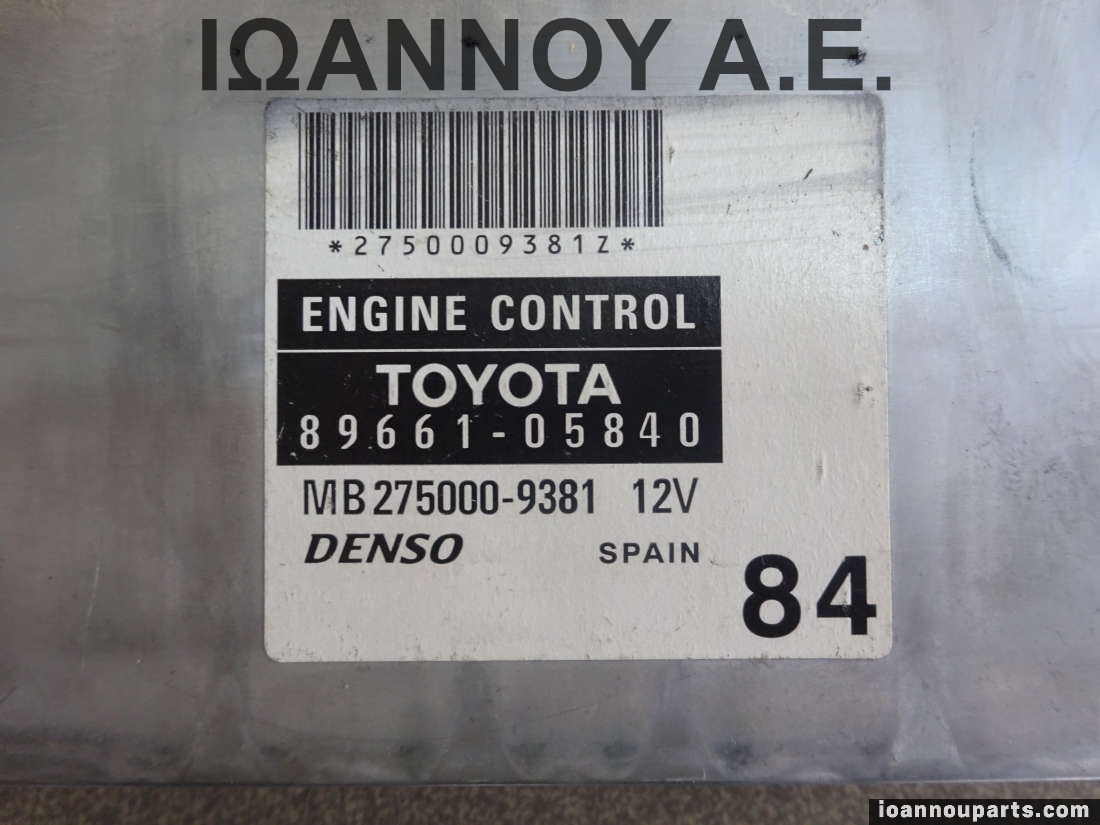 ΙΩΑΝΝΟΥ Α.Ε.
*2750009381Z*
ENGINE CONTROL
TOYOTA
89661-05840
MB275000-9381 12V
DENSO SPAIN
84
ioannouparts.com